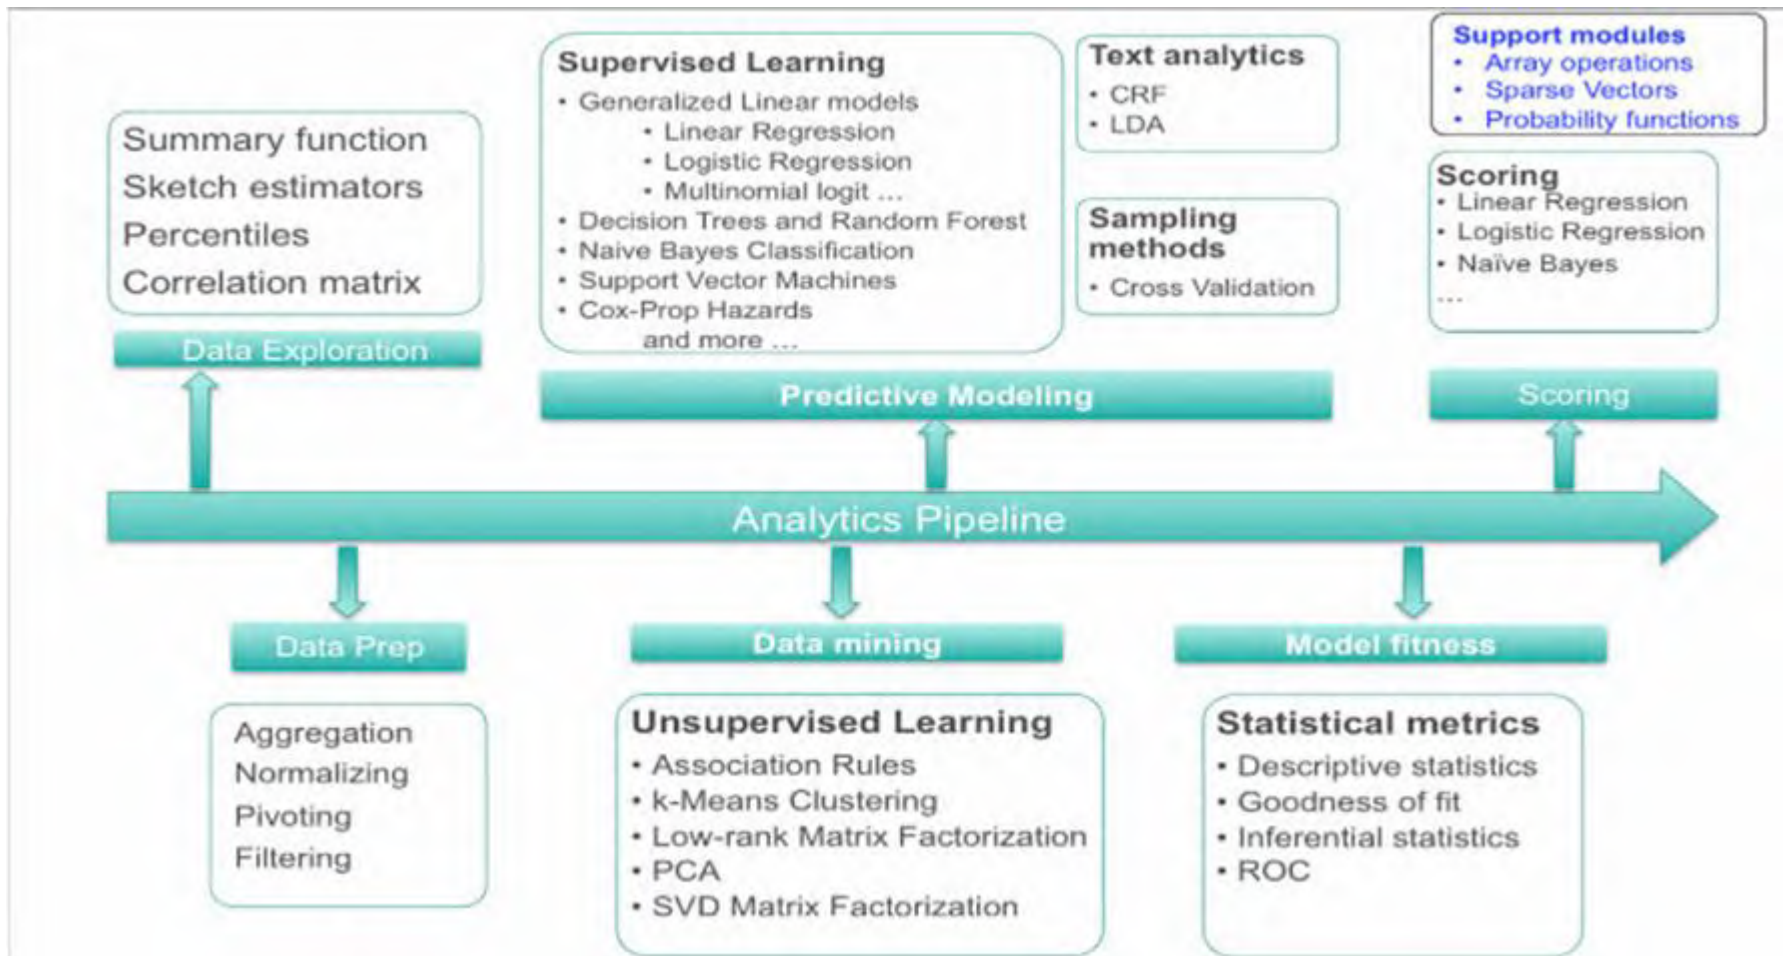 Summary function
Sketch estimators
Percentiles
Correlation matrix
Data Exploration
Supervised Learning
• Generalized Linear models
• Linear Regression
• Logistic Regression
• Multinomial logit ...
• Decision Trees and Random Forest
• Naive Bayes Classification
• Support Vector Machines
• Cox-Prop Hazards
and more ...
Text analytics
• CRF
• LDA
Sampling
methods
• Cross Validation
Predictive Modeling
Support modules
• Array operations
• Sparse Vectors
• Probability functions
Scoring
• Linear Regression
• Logistic Regression
• Naïve Bayes
...
Scoring
Analytics Pipeline
Data Prep
Aggregation
Normalizing
Pivoting
Filtering
Data mining
Unsupervised Learning
• Association Rules
• k-Means Clustering
• Low-rank Matrix Factorization
• PCA
• SVD Matrix Factorization
Model fitness
Statistical metrics
• Descriptive statistics
• Goodness of fit
• Inferential statistics
• ROC